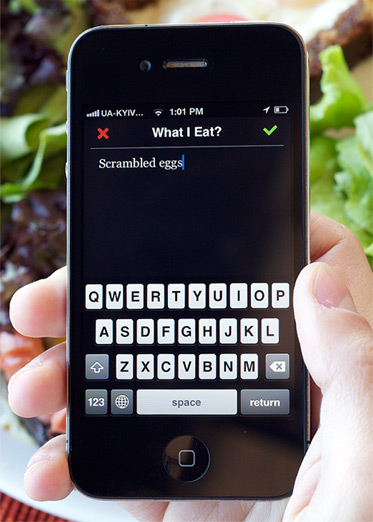 UA-KYIV... 1:01 PM
What I Eat?
Scrambled eggs
Q W E R T Y U I O P
A S D F G H J K L
Z X C V B N M
123 space return